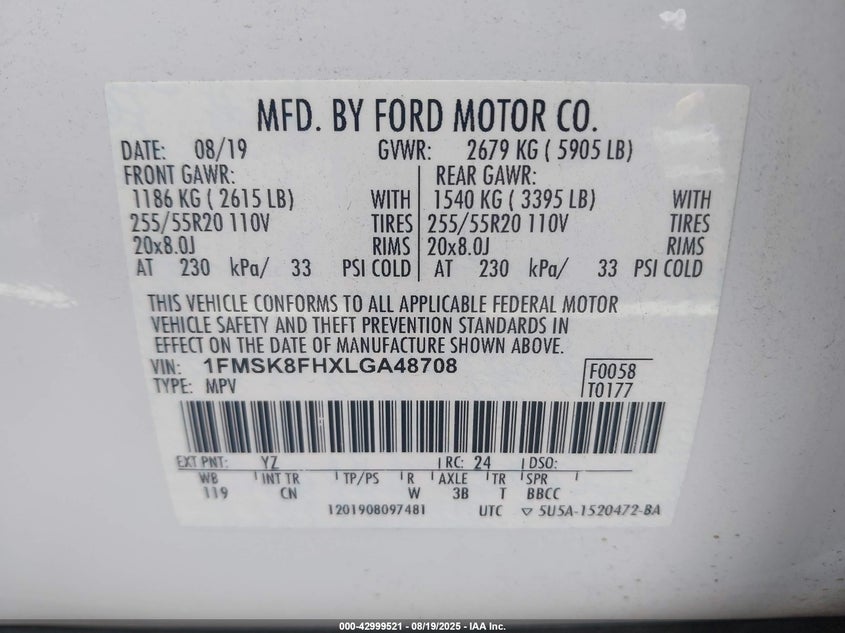 MFD. BY FORD MOTOR CO.
DATE: 08/19 GVWR: 2679 KG ( 5905 LB)
FRONT GAWR: REAR GAWR:
1186 KG ( 2615 LB) WITH 1540 KG ( 3395 LB) WITH
255/55R20 110V TIRES 255/55R20 110V TIRES
20x8.0J RIMS 20x8.0J RIMS
AT 230 kPa/ 33 PSI COLD AT 230 kPa/ 33 PSI COLD
THIS VEHICLE CONFORMS TO ALL APPLICABLE FEDERAL MOTOR
VEHICLE SAFETY AND THEFT PREVENTION STANDARDS IN
EFFECT ON THE DATE OF MANUFACTURE SHOWN ABOVE.
VIN: 1FMSK8FHXLGA48708 F0058
TYPE: MPV T0177
EXT PNT: YZ RC: 24 DSO:
WB INT TR TP/PS R AXLE TR SPR
119 CN W 3B T BBCC
1201908097481 UTC ▽ 5U5A-1520472-BA
000-42999521 - 08/19/2025 - IAA Inc.